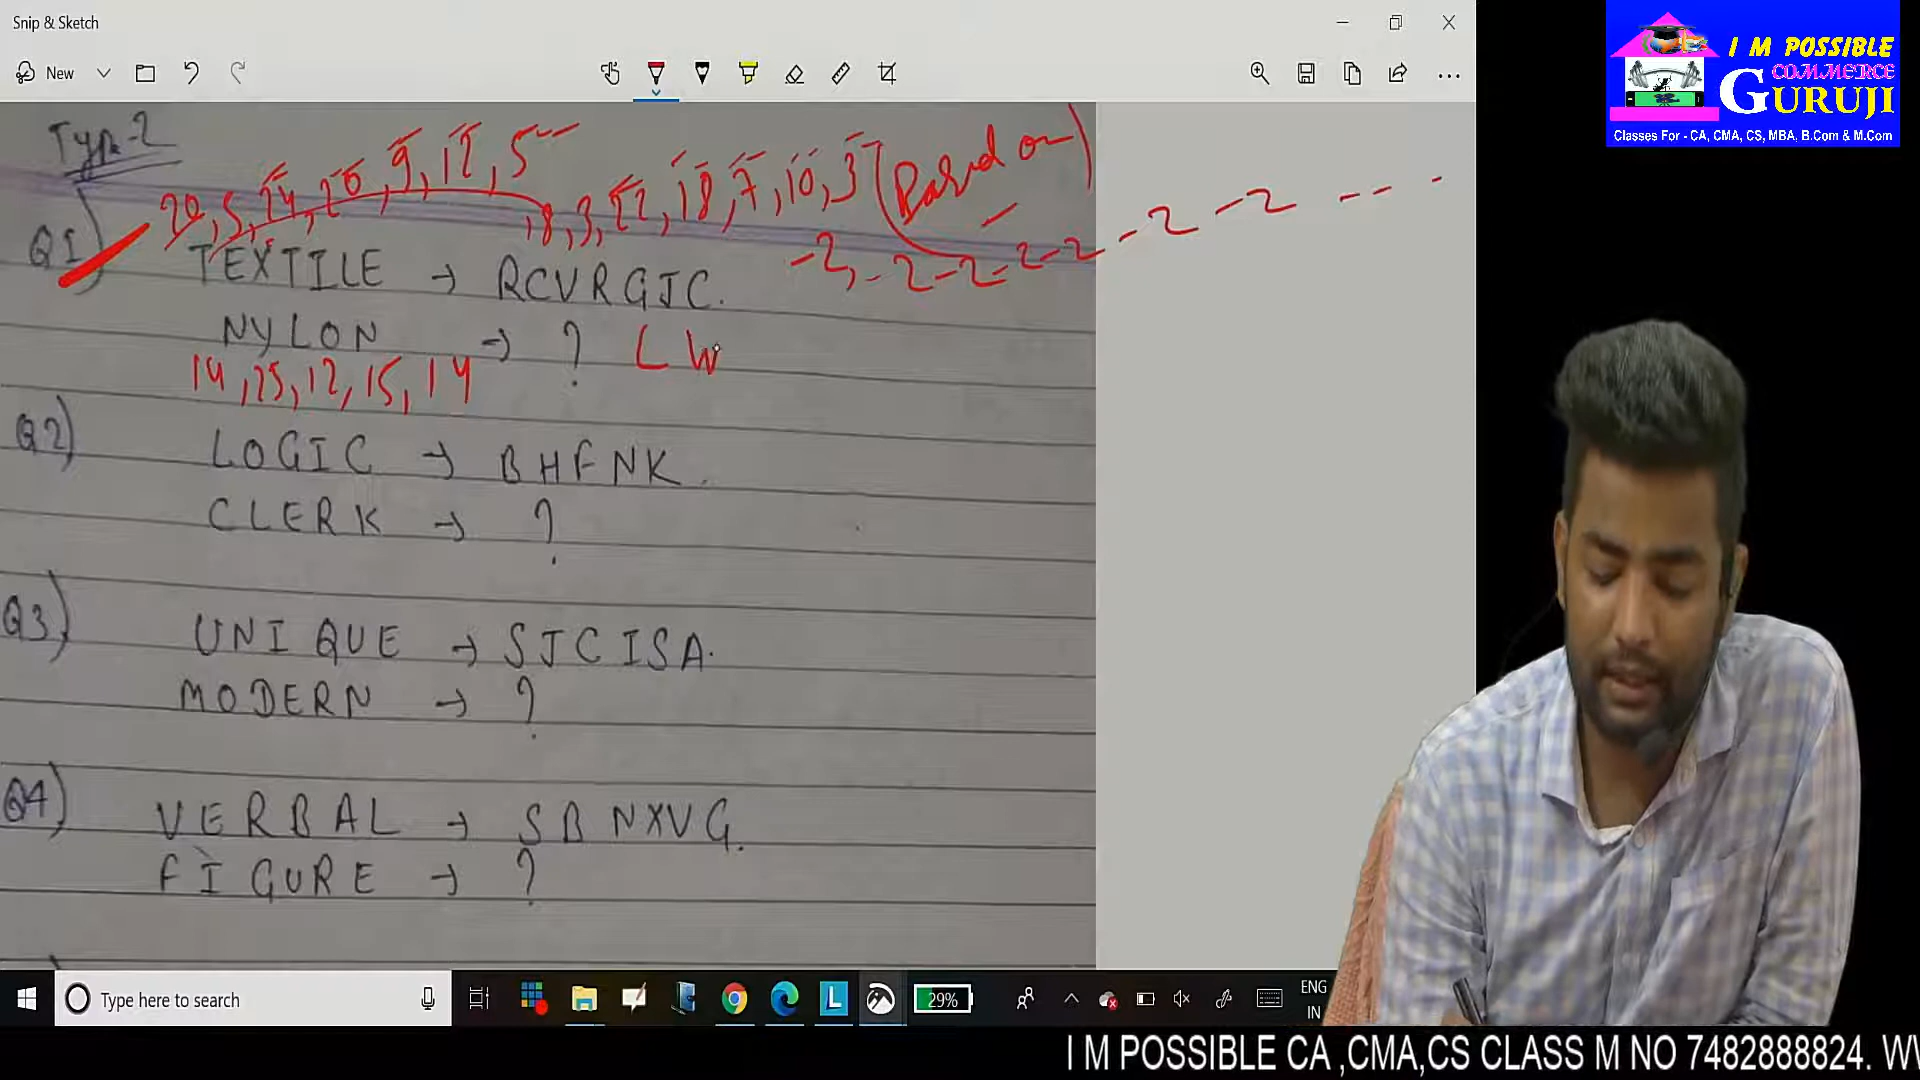 Snip & Sketch
New
I M POSSIBLE
COMMERCE
GURUJI
Classes For - CA, CMA, CS, MBA, B.Com & M.Com
Type-2
20, 5, 24, 20, 9, 12, 5
18, 3, 22, 18, 7, 10, 3 (Based on)
-2, -2 -2 -2 -2 -2 -2
Q1) TEXTILE → RCVRGJC.
NYLON → ? LW
14, 25, 12, 15, 14
Q2) LOGIC → BHFNK.
CLERK → ?
Q3) UNIQUE → SJCISA.
MODERN → ?
Q4) VERBAL → SBNXVG.
FIGURE → ?
Type here to search
29%
ENG
IN
I M POSSIBLE CA ,CMA,CS CLASS M NO 7482888824.